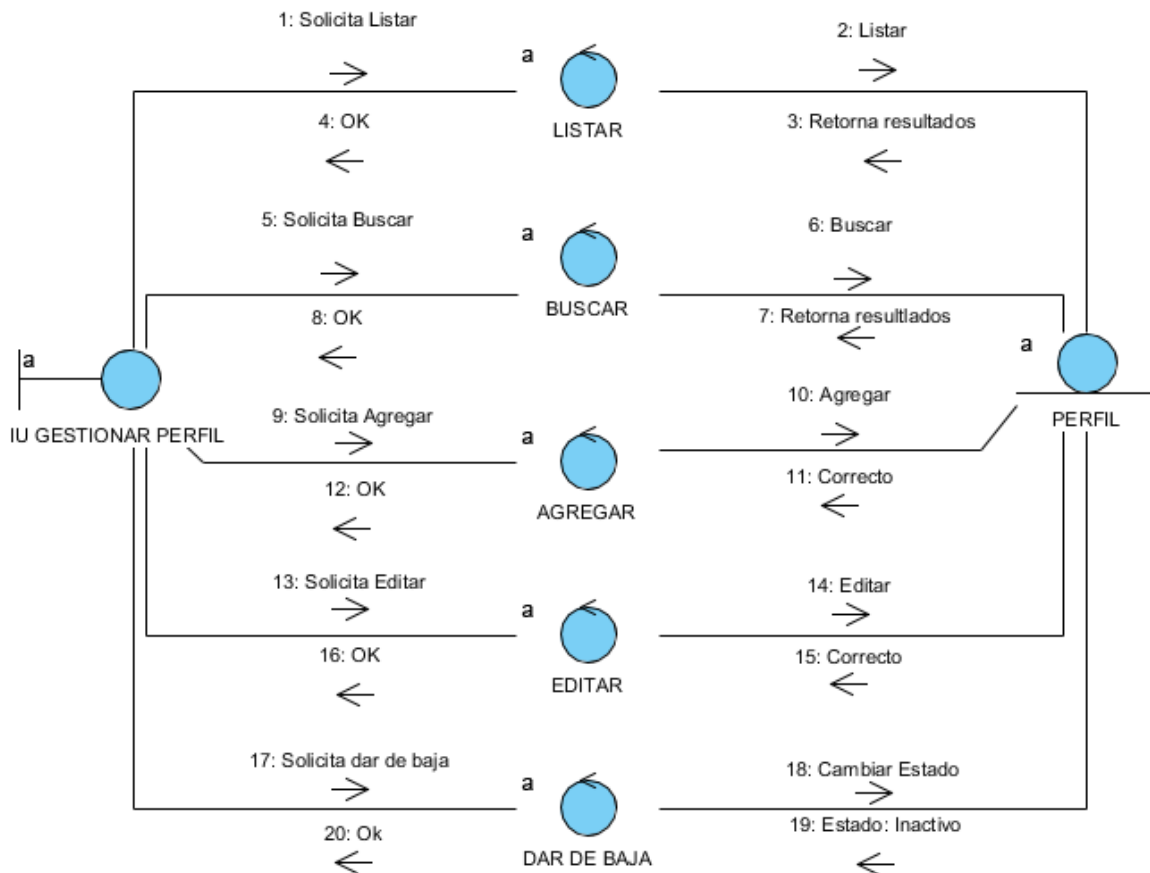 1: Solicita Listar
2: Listar
a
LISTAR
4: OK
3: Retorna resultados
5: Solicita Buscar
6: Buscar
a
BUSCAR
8: OK
7: Retorna resultlados
a
IU GESTIONAR PERFIL
a
PERFIL
9: Solicita Agregar
10: Agregar
a
AGREGAR
12: OK
11: Correcto
13: Solicita Editar
14: Editar
a
EDITAR
16: OK
15: Correcto
17: Solicita dar de baja
18: Cambiar Estado
a
DAR DE BAJA
20: Ok
19: Estado: Inactivo